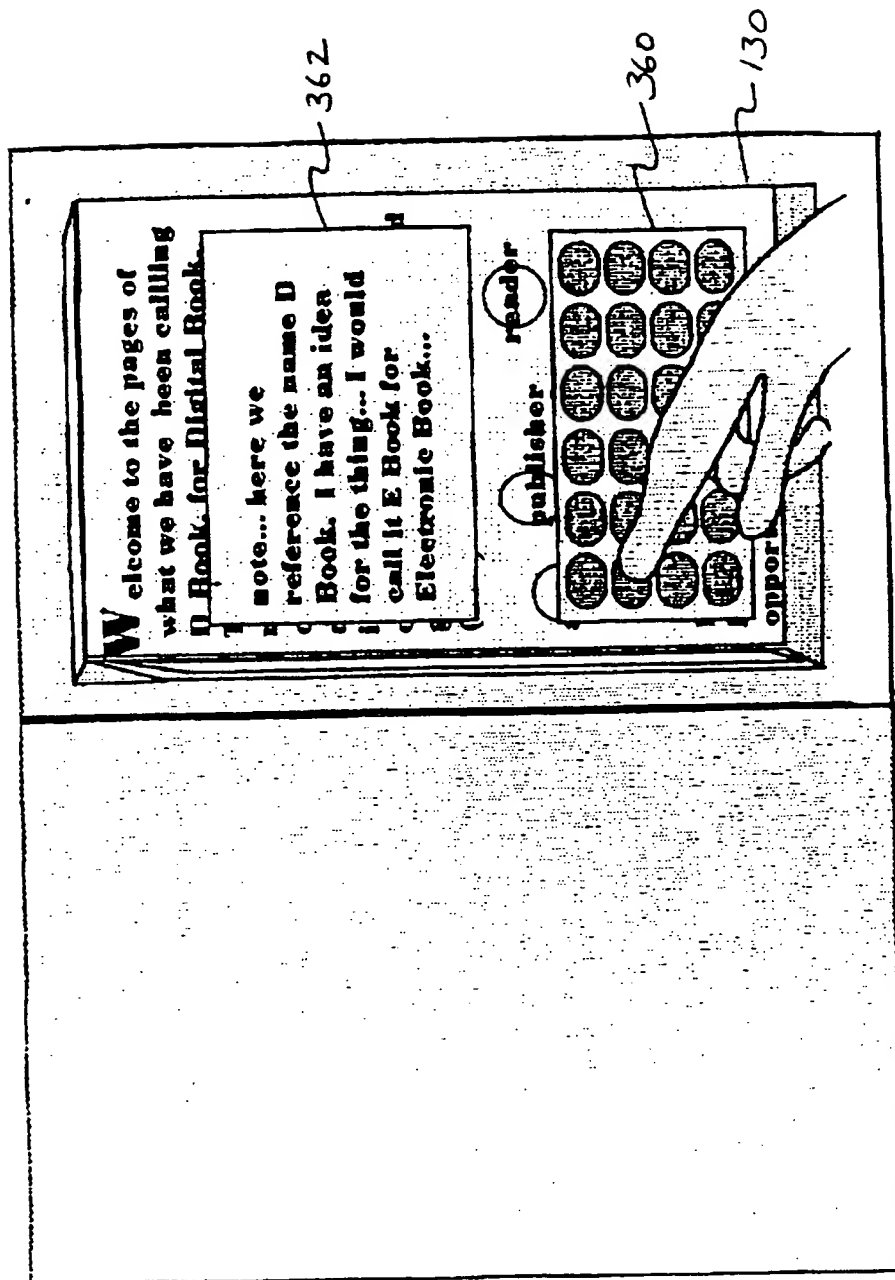 Welcome to the pages of
what we have been callling
D Book, for Digital Book.
note... here we
reference the name D
Book. I have an idea
for the thing... I would
call it E Book for
Electronic Book...
publisher reader
362
360
130